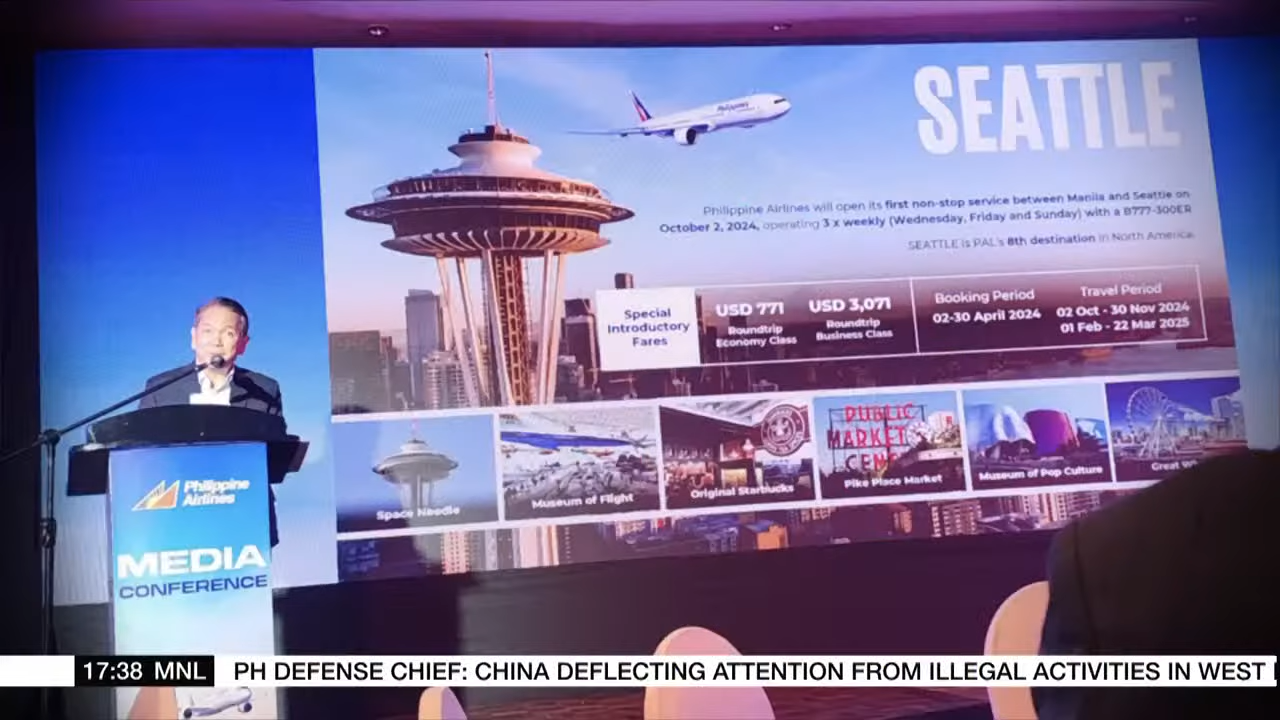 SEATTLE
Philippines
Philippine Airlines will open its first non-stop service between Manila and Seattle on
October 2, 2024, operating 3 x weekly (Wednesday, Friday and Sunday) with a B777-300ER
SEATTLE is PAL's 8th destination in North America.
Special
Introductory
Fares
USD 771
Roundtrip
Economy Class
USD 3,071
Roundtrip
Business Class
Booking Period
02-30 April 2024
Travel Period
02 Oct - 30 Nov 2024
01 Feb - 22 Mar 2025
PUBLIC
MARKET
Space Needle
Museum of Flight
Original Starbucks
Pike Place Market
Museum of Pop Culture
Great
Philippine
Airlines
MEDIA
CONFERENCE
17:38 MNL
PH DEFENSE CHIEF: CHINA DEFLECTING ATTENTION FROM ILLEGAL ACTIVITIES IN WEST